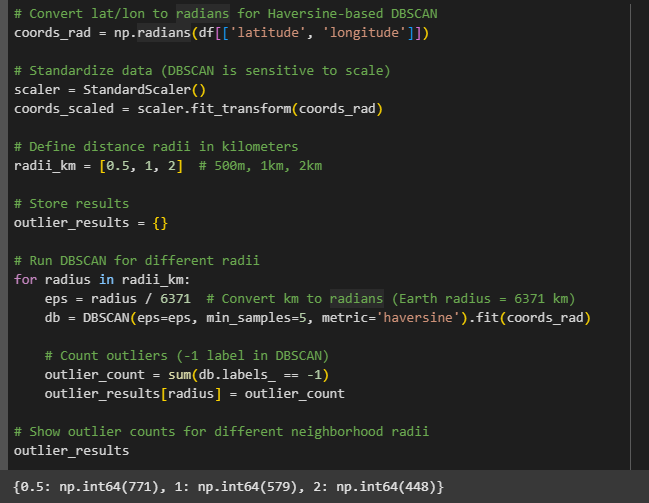 # Convert lat/lon to radians for Haversine-based DBSCAN
coords_rad = np.radians(df[['latitude', 'longitude']])
# Standardize data (DBSCAN is sensitive to scale)
scaler = StandardScaler()
coords_scaled = scaler.fit_transform(coords_rad)
# Define distance radii in kilometers
radii_km = [0.5, 1, 2]  # 500m, 1km, 2km
# Store results
outlier_results = {}
# Run DBSCAN for different radii
for radius in radii_km:
    eps = radius / 6371  # Convert km to radians (Earth radius = 6371 km)
    db = DBSCAN(eps=eps, min_samples=5, metric='haversine').fit(coords_rad)
    # Count outliers (-1 label in DBSCAN)
    outlier_count = sum(db.labels_ == -1)
    outlier_results[radius] = outlier_count
# Show outlier counts for different neighborhood radii
outlier_results
{0.5: np.int64(771), 1: np.int64(579), 2: np.int64(448)}